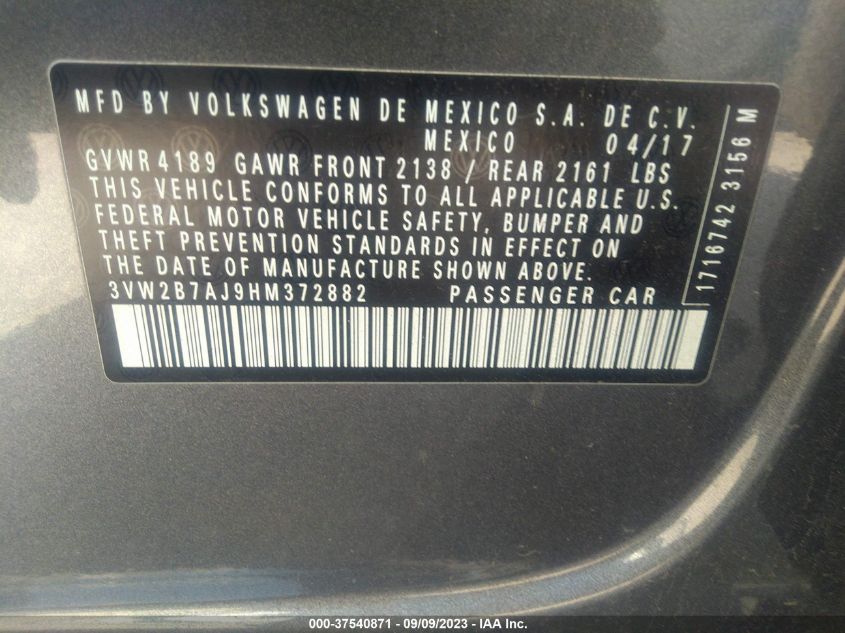 MFD BY VOLKSWAGEN DE MEXICO S.A. DE C.V.
MEXICO 04/17
GVWR 4189 GAWR FRONT 2138 / REAR 2161 LBS
THIS VEHICLE CONFORMS TO ALL APPLICABLE U.S.
FEDERAL MOTOR VEHICLE SAFETY, BUMPER AND
THEFT PREVENTION STANDARDS IN EFFECT ON
THE DATE OF MANUFACTURE SHOWN ABOVE.
3VW2B7AJ9HM372882 PASSENGER CAR
1716742 3156 M
000-37540871 - 09/09/2023 - IAA Inc.